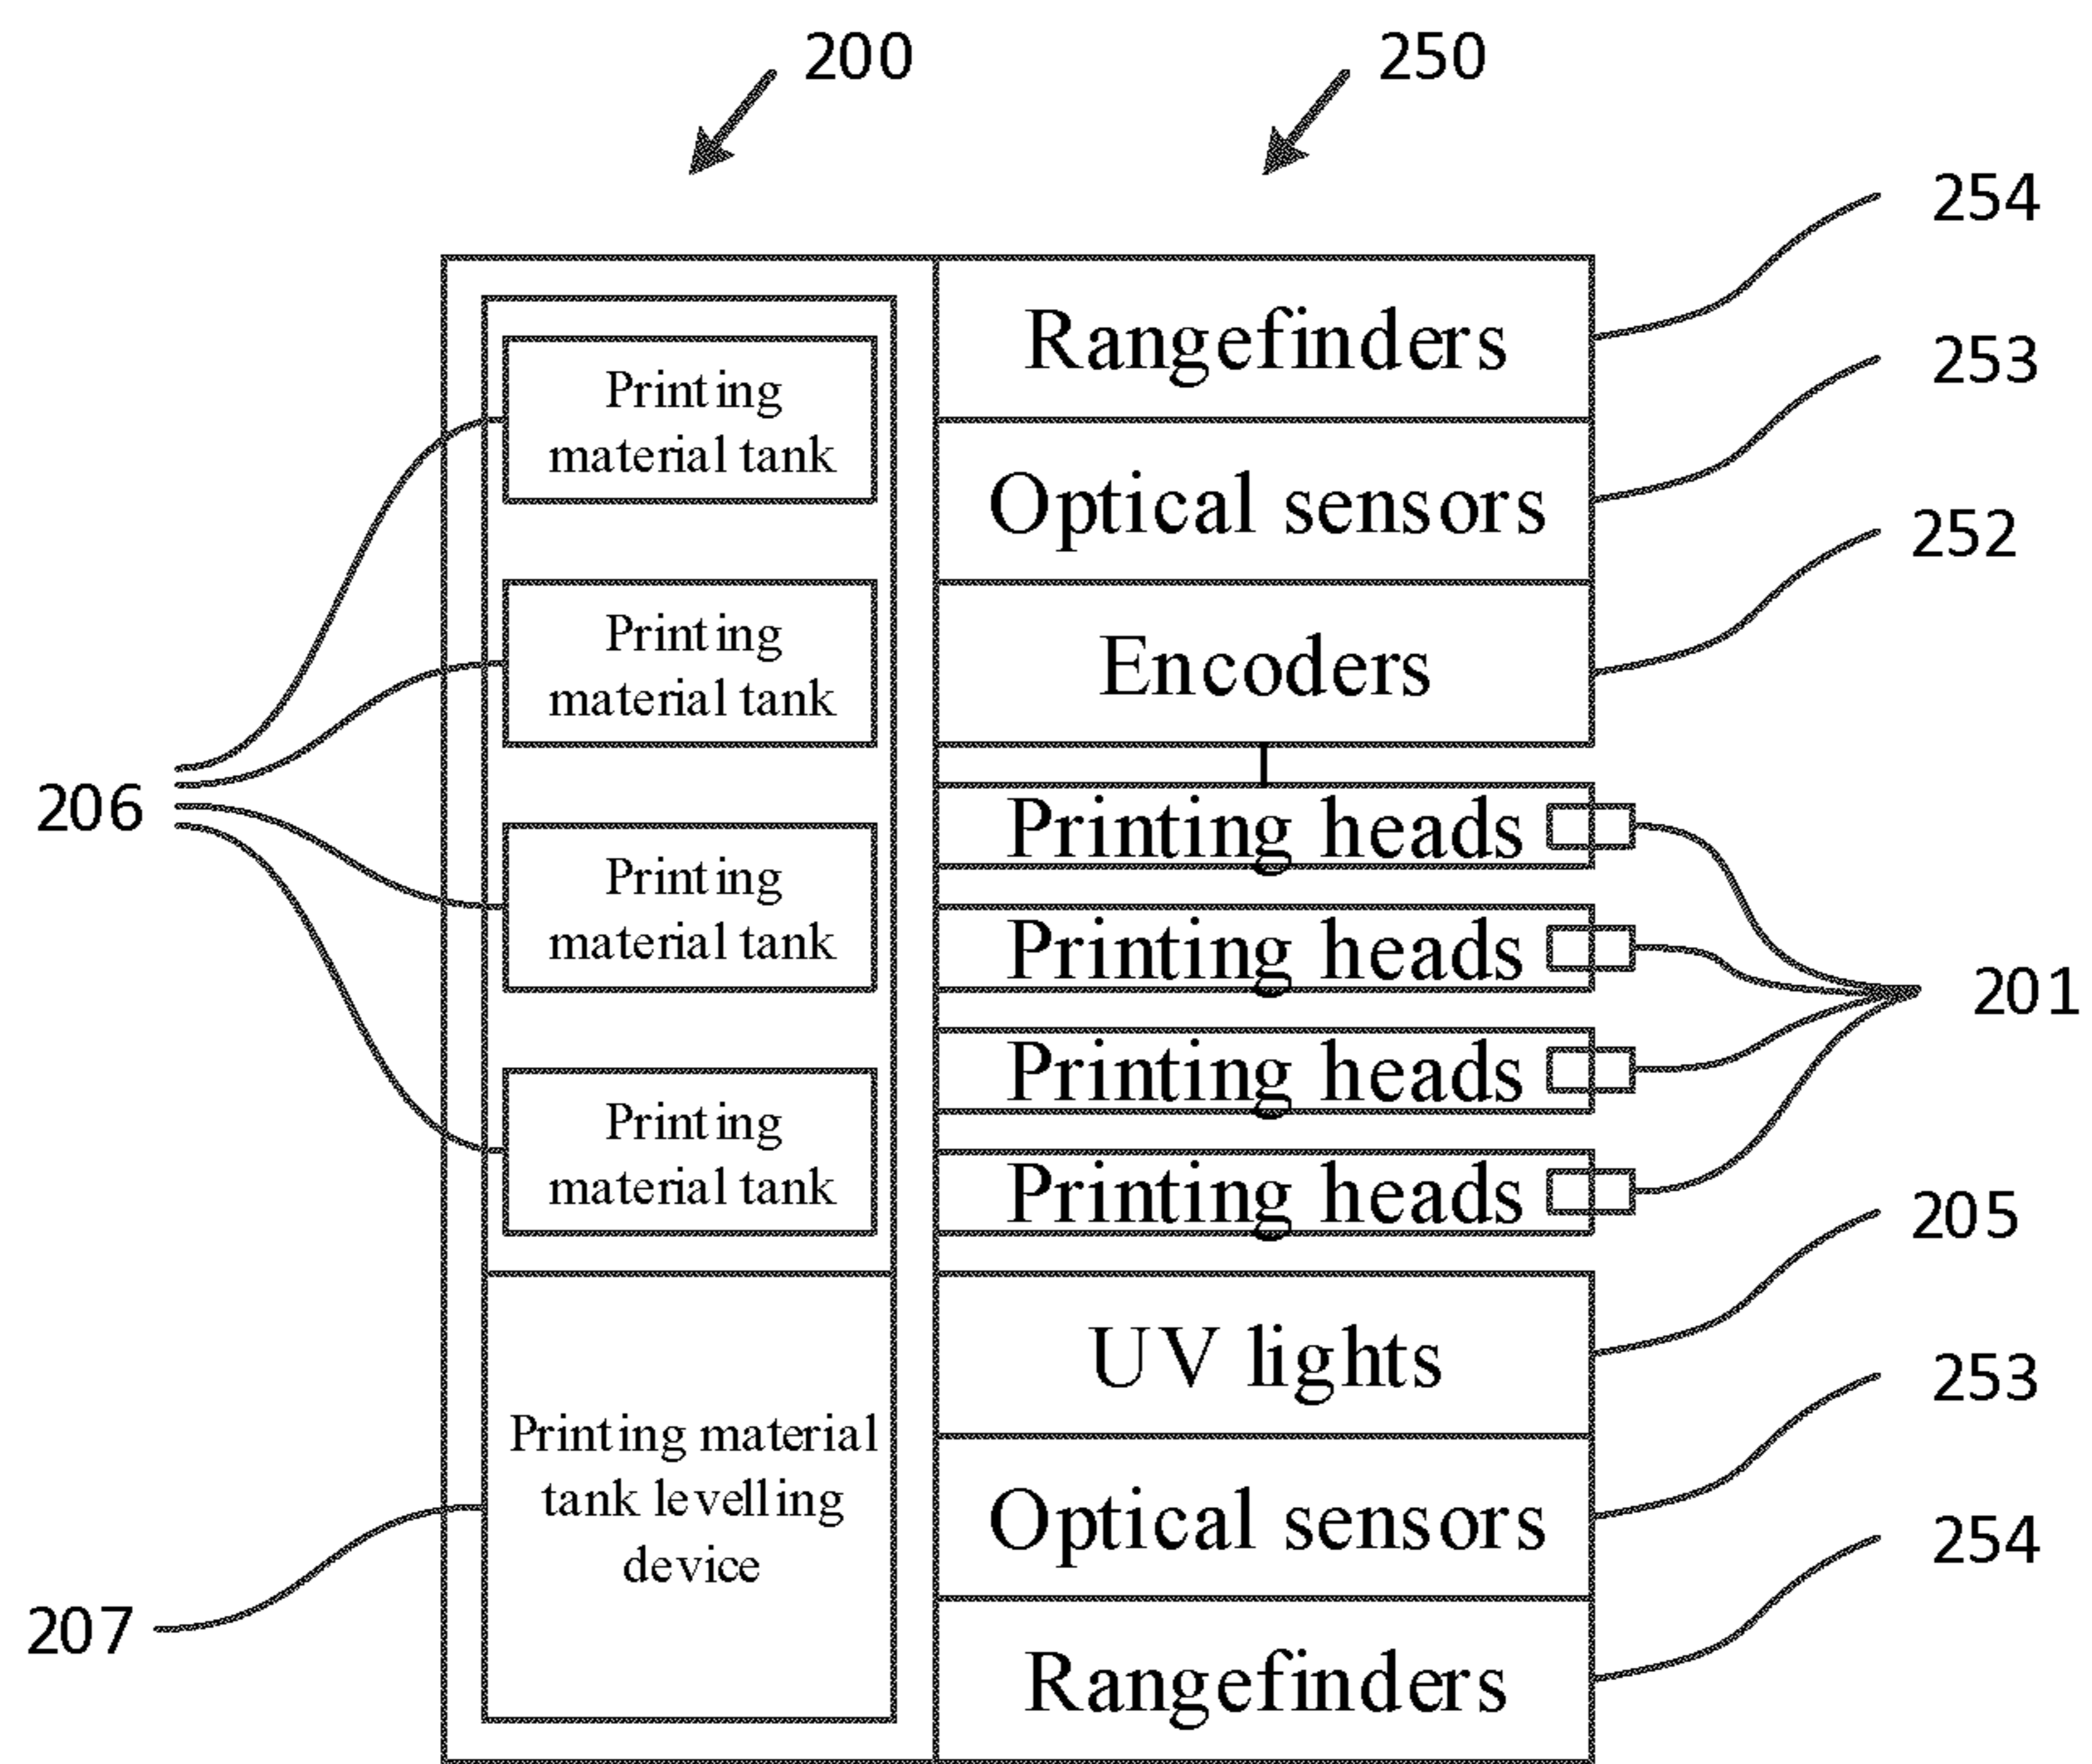 200
250
254
Rangefinders
Printing
material tank
253
Optical sensors
252
Printing
material tank
Encoders
206
Printing heads
Printing
material tank
Printing heads
201
Printing heads
Printing
material tank
Printing heads
205
UV lights
253
Printing material
tank levelling
device
Optical sensors
254
207
Rangefinders